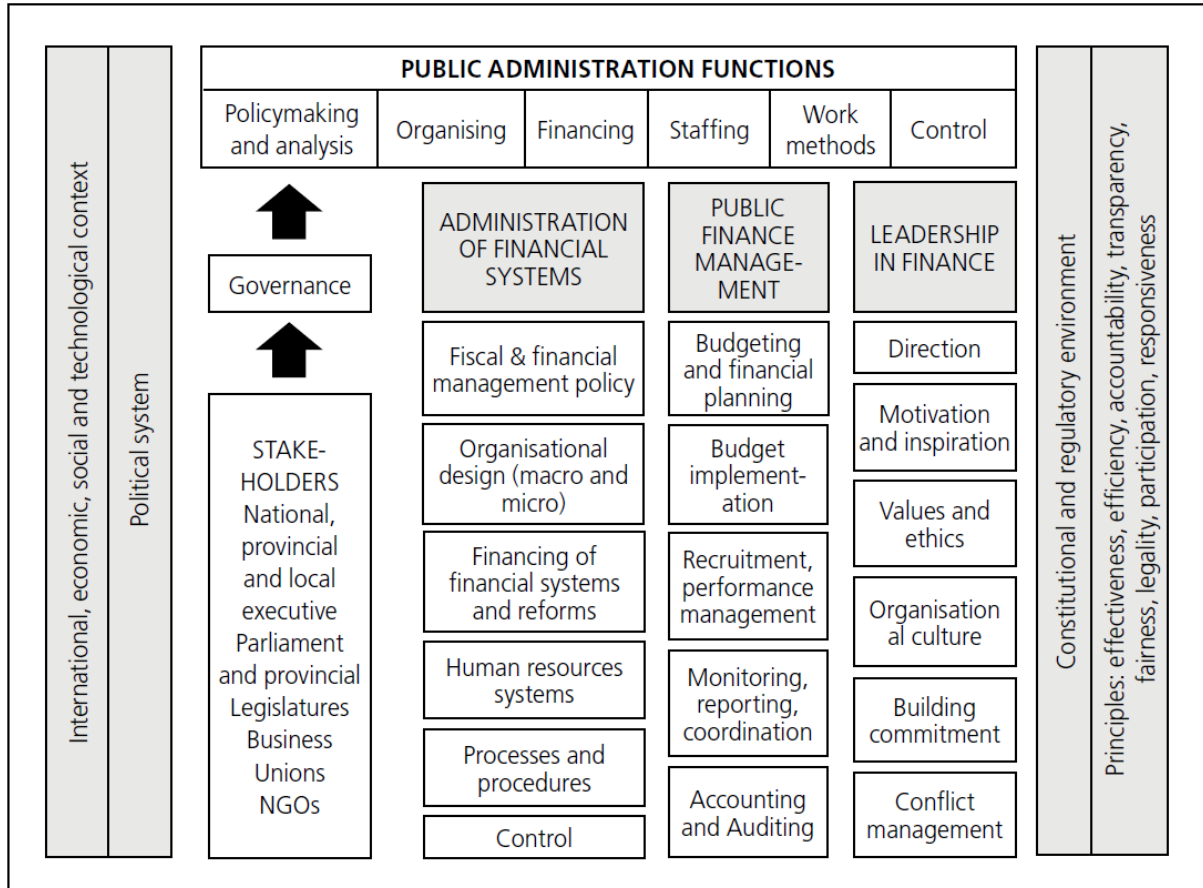 International, economic, social and technological context
Political system
PUBLIC ADMINISTRATION FUNCTIONS
Policymaking
and analysis
Organising
Financing
Staffing
Work
methods
Control
Governance
STAKE-
HOLDERS
National,
provincial
and local
executive
Parliament
and provincial
Legislatures
Business
Unions
NGOs
ADMINISTRATION
OF FINANCIAL
SYSTEMS
Fiscal & financial
management policy
Organisational
design (macro and
micro)
Financing of
financial systems
and reforms
Human resources
systems
Processes and
procedures
Control
PUBLIC
FINANCE
MANAGE-
MENT
Budgeting
and financial
planning
Budget
implement-
ation
Recruitment,
performance
management
Monitoring,
reporting,
coordination
Accounting
and Auditing
LEADERSHIP
IN FINANCE
Direction
Motivation
and inspiration
Values and
ethics
Organisation
al culture
Building
commitment
Conflict
management
Constitutional and regulatory environment
Principles: effectiveness, efficiency, accountability, transparency,
fairness, legality, participation, responsiveness